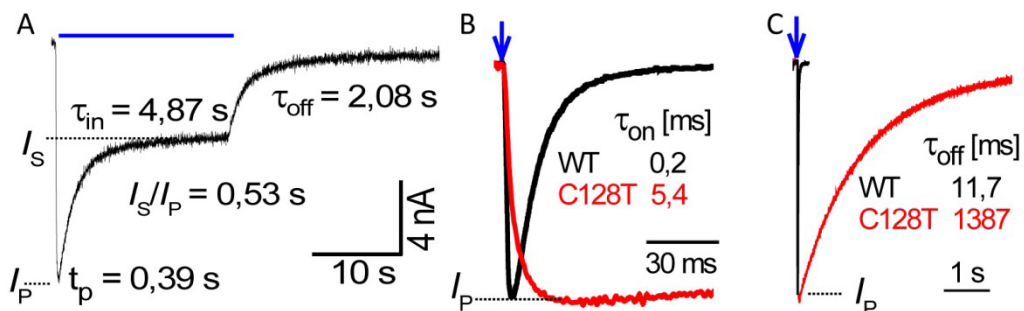 A
τin = 4,87 s
τoff = 2,08 s
IS
IS/IP = 0,53 s
4 nA
10 s
IP
tp = 0,39 s
B
τon [ms]
WT 0,2
C128T 5,4
30 ms
IP
C
τoff [ms]
WT 11,7
C128T 1387
IP
1 s